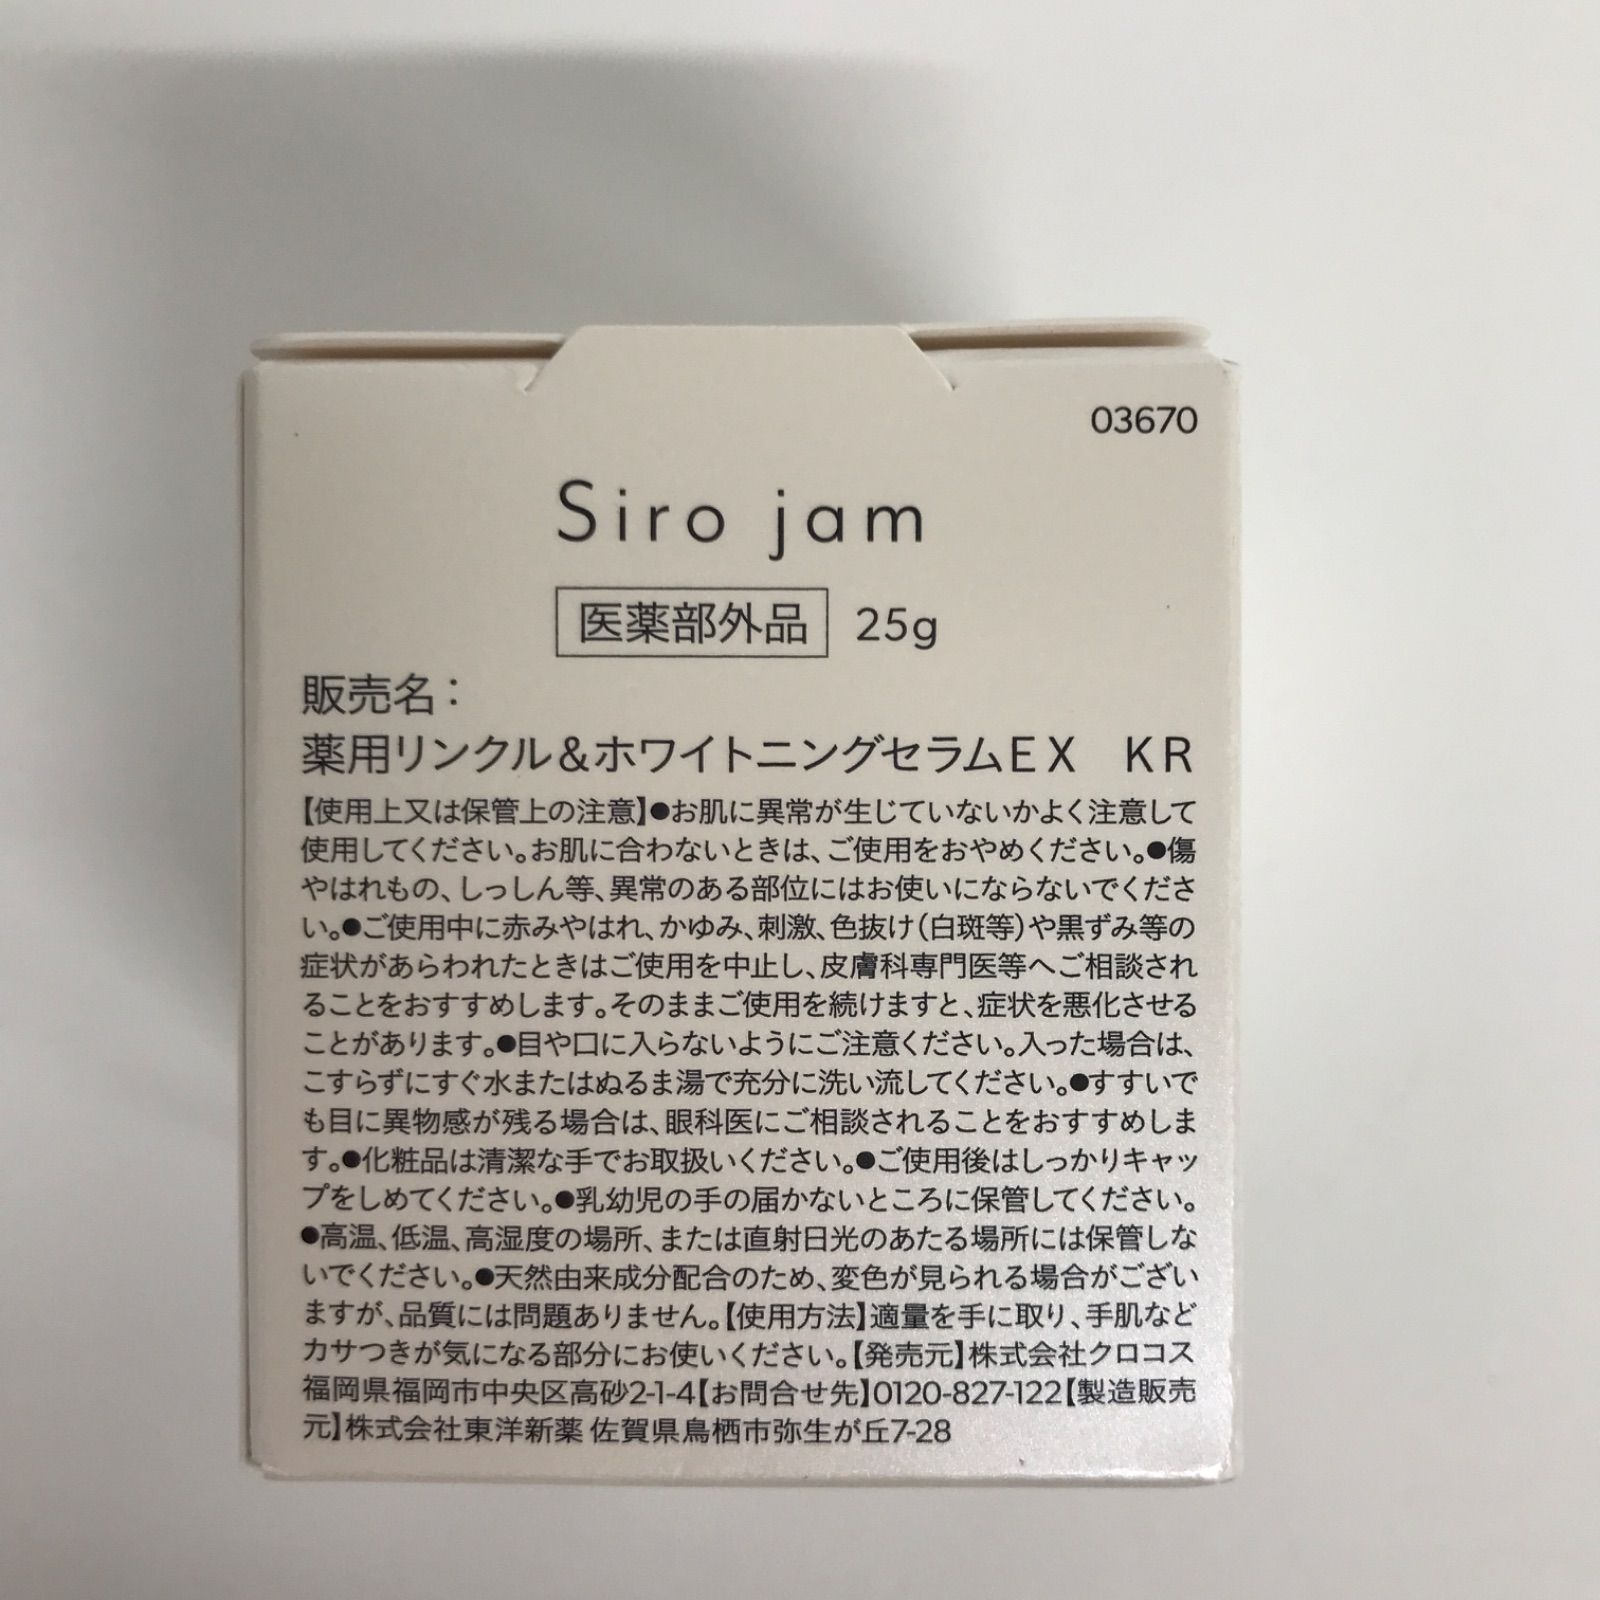 03670
Siro jam
医薬部外品 25g
販売名：
薬用リンクル＆ホワイトニングセラムEX KR
【使用上又は保管上の注意】●お肌に異常が生じていないかよく注意して
使用してください。お肌に合わないときは、ご使用をおやめください。●傷
やはれもの、しっしん等、異常のある部位にはお使いにならないでくださ
い。●ご使用中に赤みやはれ、かゆみ、刺激、色抜け（白斑等）や黒ずみ等の
症状があらわれたときはご使用を中止し、皮膚科専門医等へご相談され
ることをおすすめします。そのままご使用を続けますと、症状を悪化させる
ことがあります。●目や口に入らないようにご注意ください。入った場合は、
こすらずにすぐ水またはぬるま湯で充分に洗い流してください。●すすいで
も目に異物感が残る場合は、眼科医にご相談されることをおすすめしま
す。●化粧品は清潔な手でお取扱いください。●ご使用後はしっかりキャッ
プをしめてください。●乳幼児の手の届かないところに保管してください。
●高温、低温、高湿度の場所、または直射日光のあたる場所には保管しな
いでください。●天然由来成分配合のため、変色が見られる場合がござい
ますが、品質には問題ありません。【使用方法】適量を手に取り、手肌など
カサつきが気になる部分にお使いください。【発売元】株式会社クロコス
福岡県福岡市中央区高砂2-1-4【お問合せ先】0120-827-122【製造販売
元】株式会社東洋新薬 佐賀県鳥栖市弥生が丘7-28